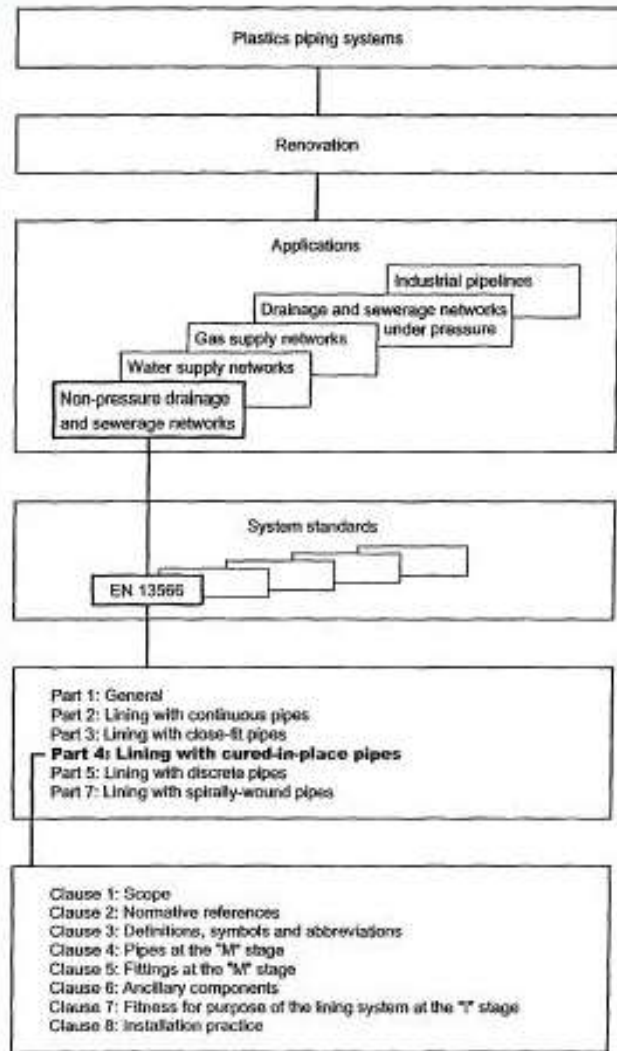 Plastics piping systems
Renovation
Applications
Industrial pipelines
Drainage and sewerage networks
under pressure
Gas supply networks
Water supply networks
Non-pressure drainage
and sewerage networks
System standards
EN 13566
Part 1: General
Part 2: Lining with continuous pipes
Part 3: Lining with close-fit pipes
Part 4: Lining with cured-in-place pipes
Part 5: Lining with discrete pipes
Part 7: Lining with spirally-wound pipes
Clause 1: Scope
Clause 2: Normative references
Clause 3: Definitions, symbols and abbreviations
Clause 4: Pipes at the "M" stage
Clause 5: Fittings at the "M" stage
Clause 6: Ancillary components
Clause 7: Fitness for purpose of the lining system at the "I" stage
Clause 8: Installation practice